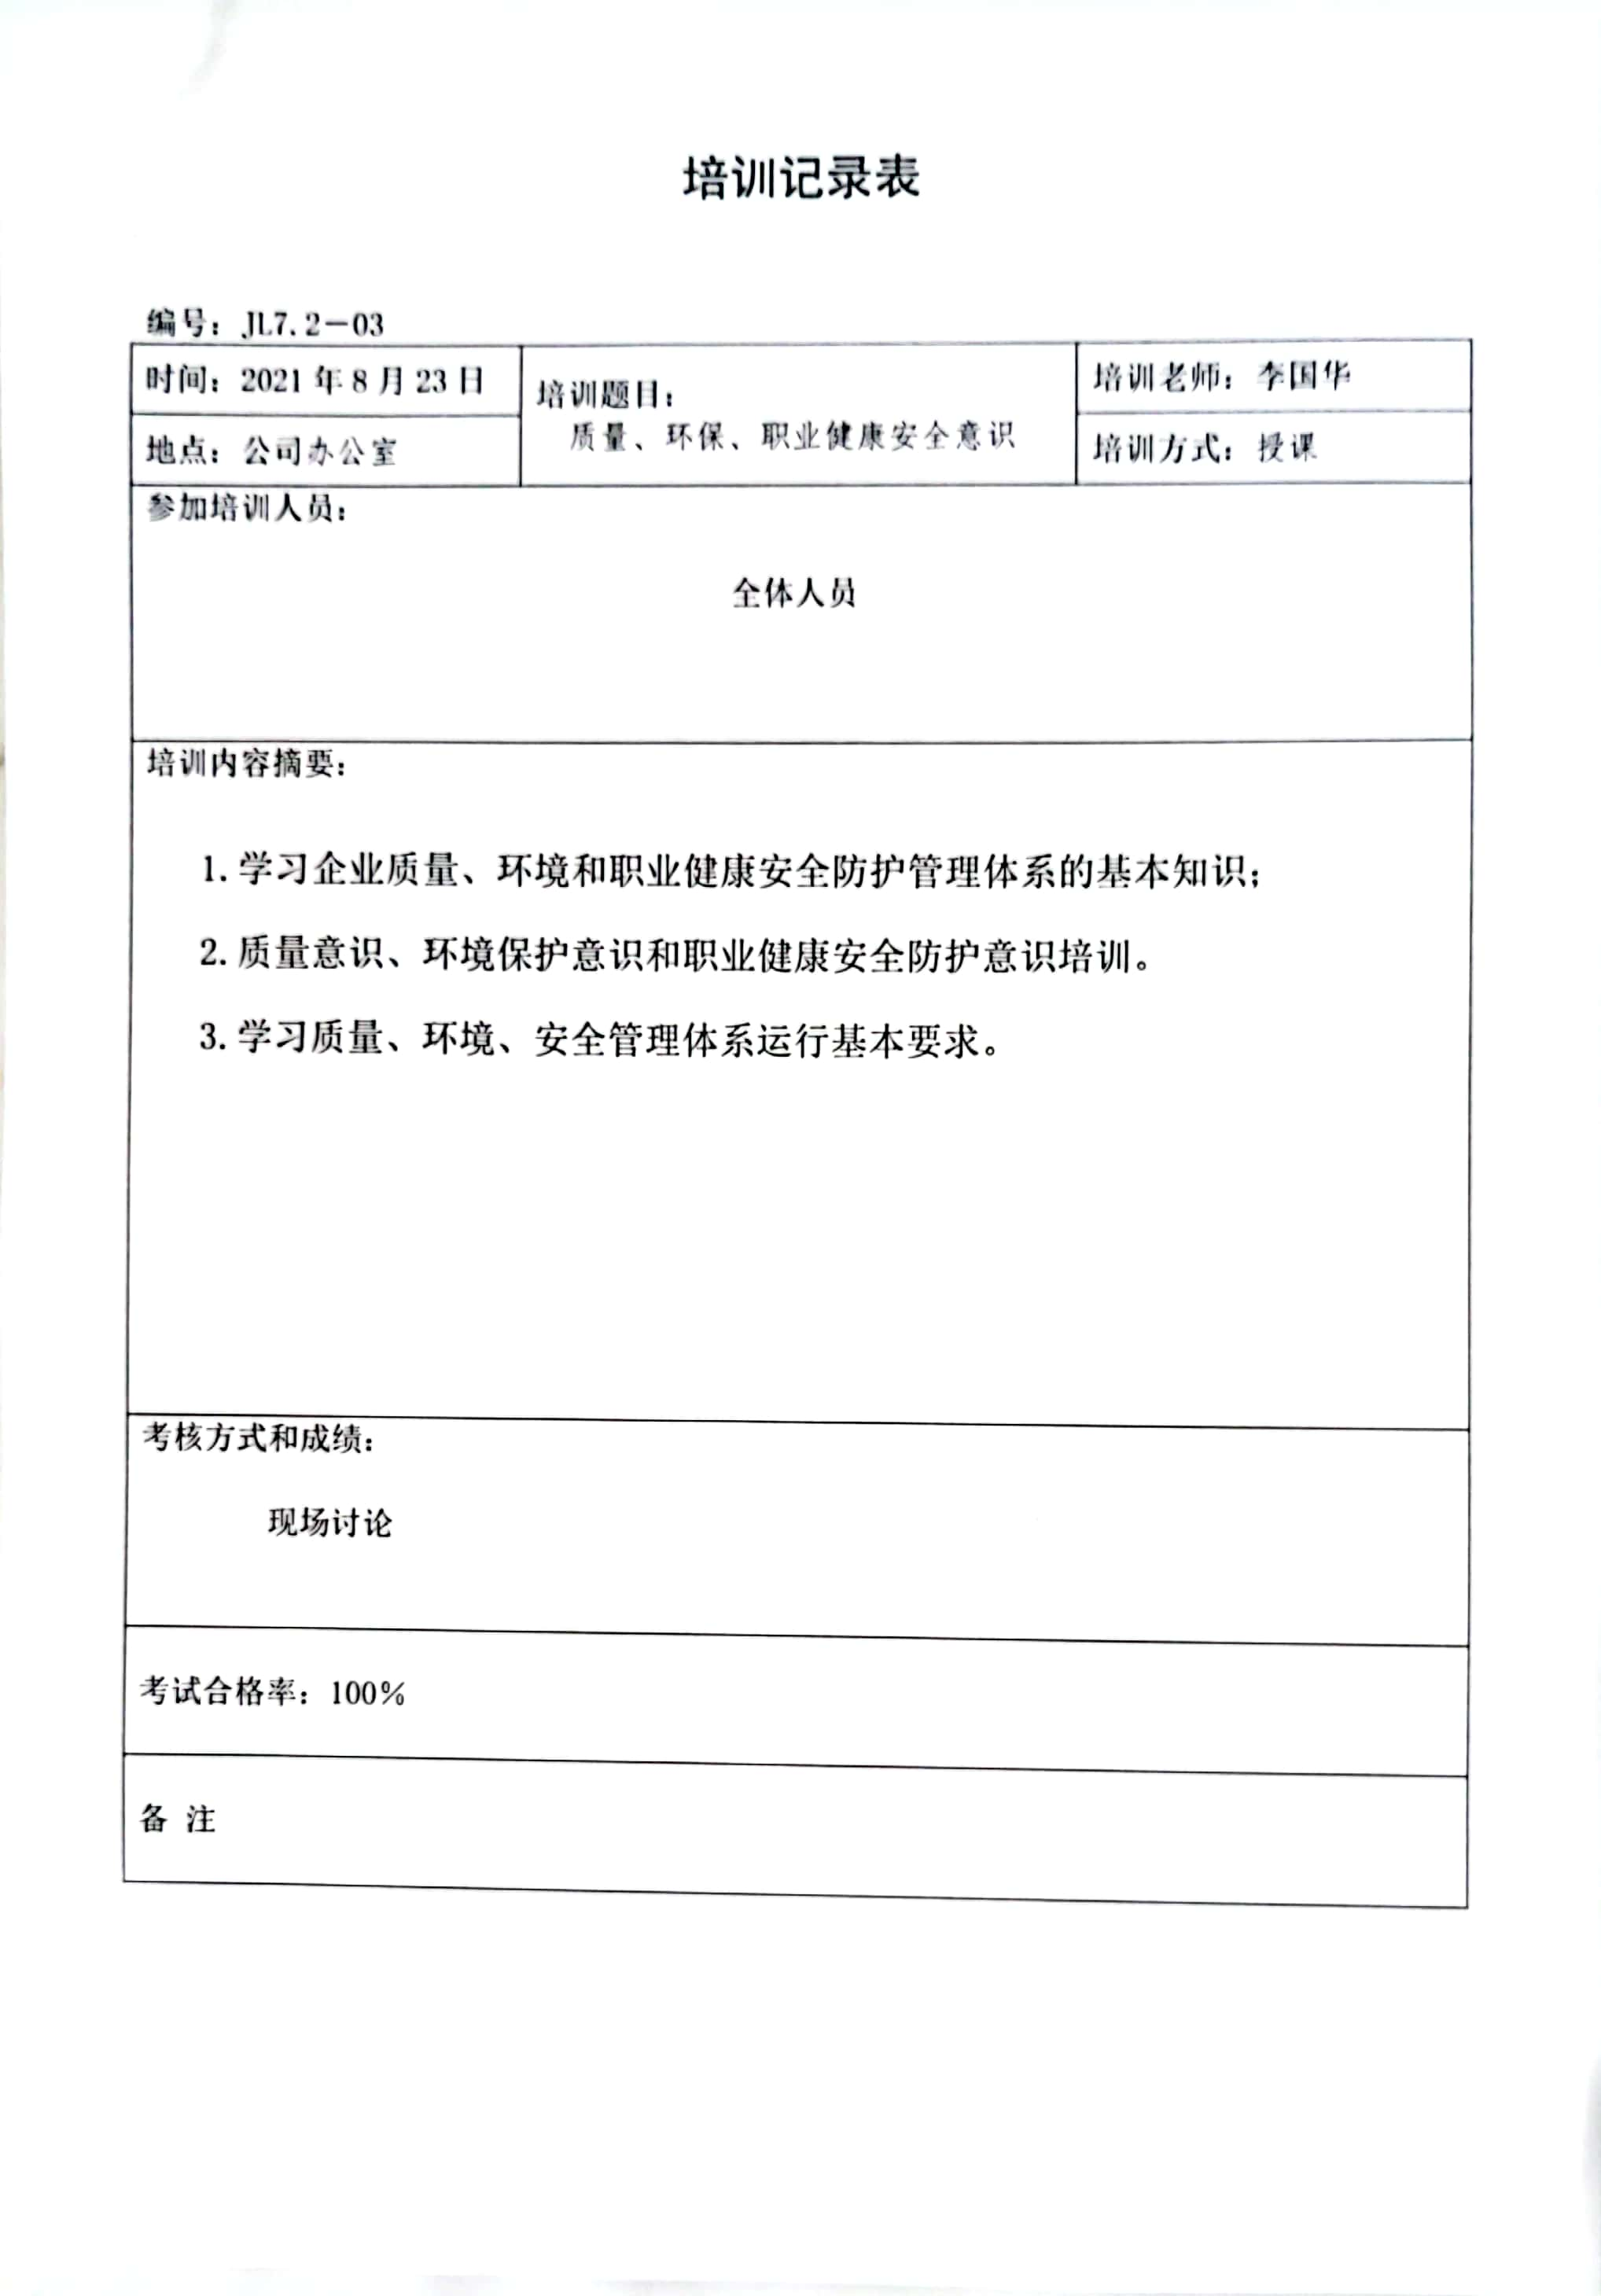 培训记录表
编号：JL7.2－03
时间：2021 年 8 月 23 日
地点：公司办公室
培训题目：
质量、环保、职业健康安全意识
培训老师：李国华
培训方式：授课
参加培训人员：
全体人员
培训内容摘要：
1. 学习企业质量、环境和职业健康安全防护管理体系的基本知识；
2. 质量意识、环境保护意识和职业健康安全防护意识培训。
3. 学习质量、环境、安全管理体系运行基本要求。
考核方式和成绩：
现场讨论
考试合格率：100%
备 注